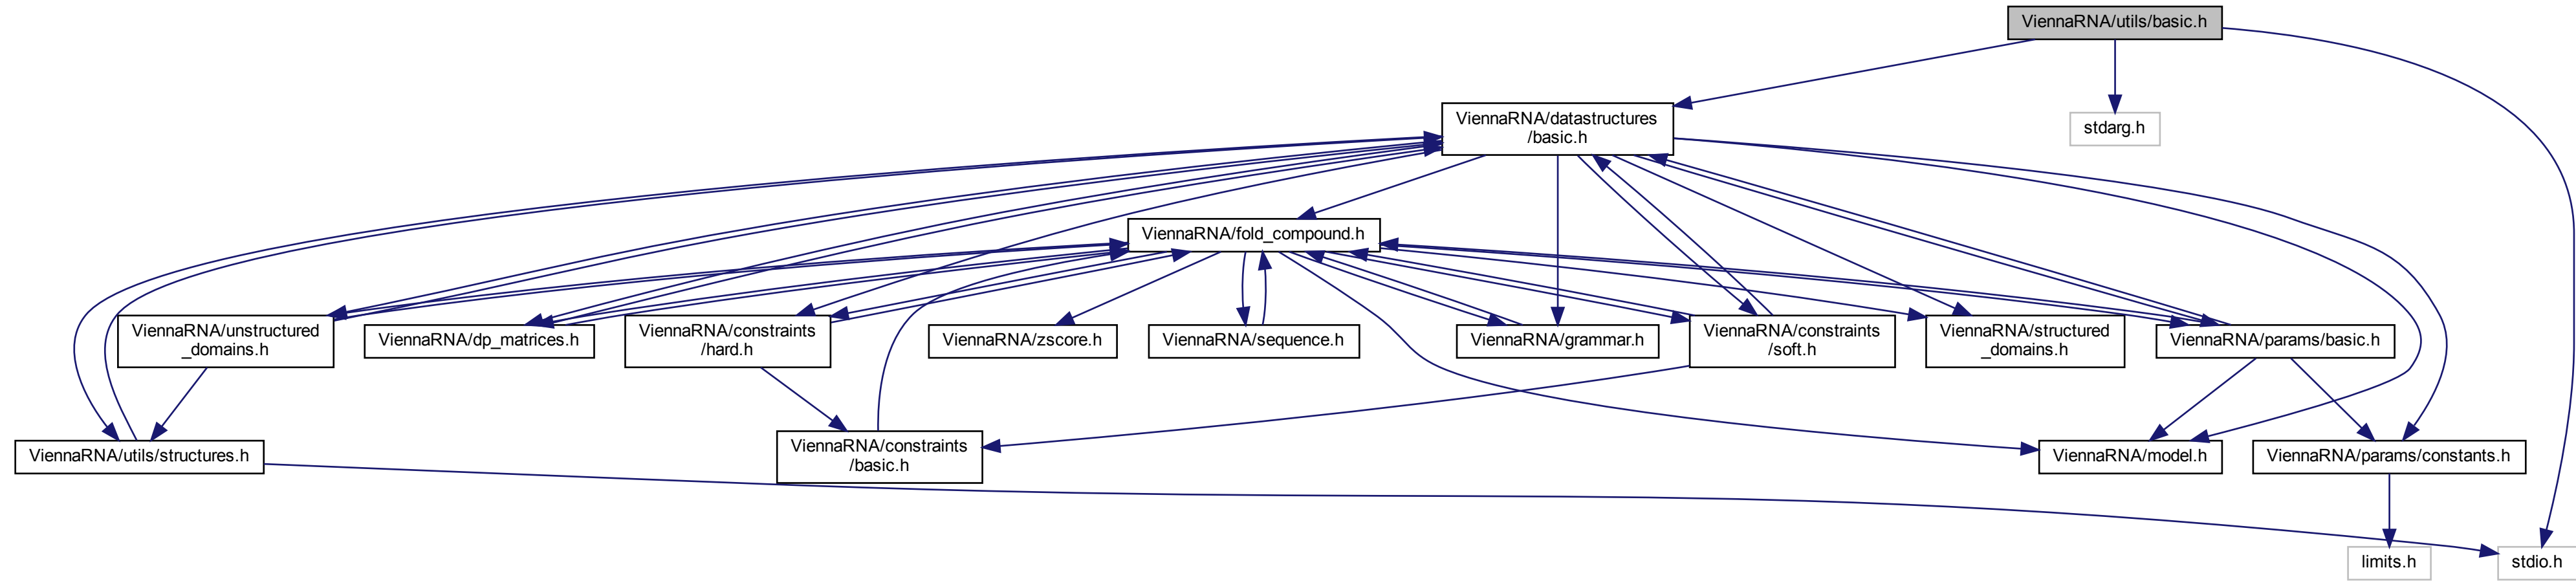 ViennaRNA/utils/basic.h
ViennaRNA/datastructures
/basic.h
stdarg.h
ViennaRNA/fold_compound.h
ViennaRNA/unstructured
_domains.h
ViennaRNA/dp_matrices.h
ViennaRNA/constraints
/hard.h
ViennaRNA/zscore.h
ViennaRNA/sequence.h
ViennaRNA/grammar.h
ViennaRNA/constraints
/soft.h
ViennaRNA/structured
_domains.h
ViennaRNA/params/basic.h
ViennaRNA/utils/structures.h
ViennaRNA/constraints
/basic.h
ViennaRNA/model.h
ViennaRNA/params/constants.h
limits.h
stdio.h